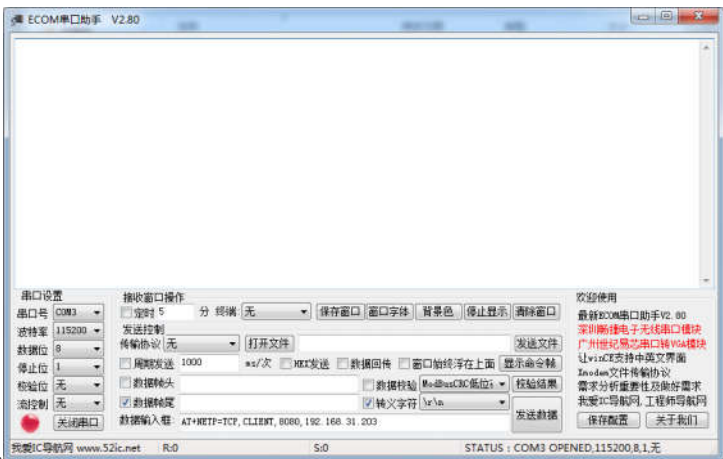 ECOM串口助手 V2.80
串口设置
串口号 COM3
波特率 115200
数据位 8
停止位 1
校验位 无
流控制 无
关闭串口
接收窗口操作
定时 5 分 终端 无 保存窗口 窗口字体 背景色 停止显示 清除窗口
发送控制
传输协议 无 打开文件 发送文件
周期发送 1000 ms/次 HEX发送 数据回传 窗口始终浮在上面 显示命令帧
数据帧头 数据校验 ModBusCRC低位 校验结果
数据帧尾 转义字符 \r\n
数据输入框: AT+NETP=TCP,CLIENT,8080,192.168.31.203 发送数据
欢迎使用
最新ECOM串口助手V2.80
深圳畅捷电子无线串口模块
广州世纪易芯串口转VGA模块
让winCE支持中英文界面
Xmodem文件传输协议
需求分析重要性及做好需求
我爱IC导航网,工程师导航网
保存配置 关于我们
我爱IC导航网 www.52ic.net R:0 S:0 STATUS : COM3 OPENED,115200,8,1,无